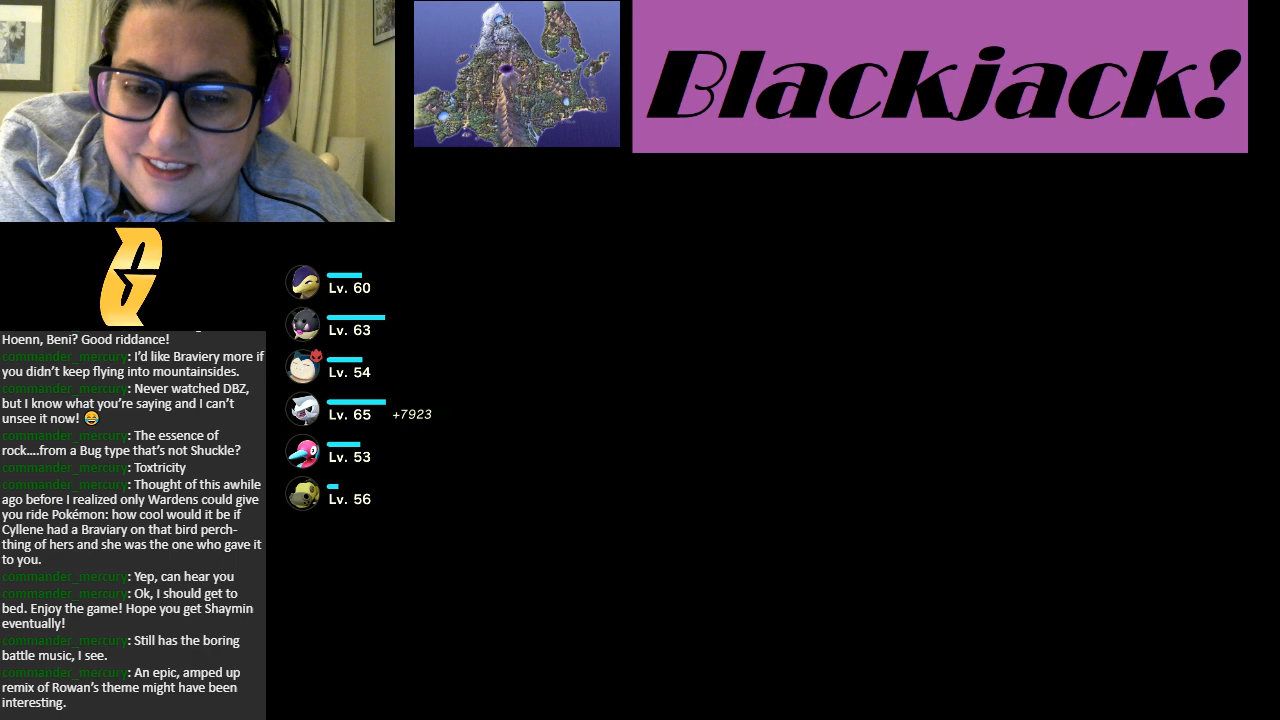 Blackjack!
Lv. 60
Lv. 63
Lv. 54
Lv. 65 +7923
Lv. 53
Lv. 56
Hoenn, Beni? Good riddance!
commander_mercury: I'd like Braviery more if
you didn't keep flying into mountainsides.
commander_mercury: Never watched DBZ,
but I know what you're saying and I can't
unsee it now! 😂
commander_mercury: The essence of
rock....from a Bug type that's not Shuckle?
commander_mercury: Toxtricity
commander_mercury: Thought of this awhile
ago before I realized only Wardens could give
you ride Pokémon: how cool would it be if
Cyllene had a Braviary on that bird perch-
thing of hers and she was the one who gave it
to you.
commander_mercury: Yep, can hear you
commander_mercury: Ok, I should get to
bed. Enjoy the game! Hope you get Shaymin
eventually!
commander_mercury: Still has the boring
battle music, I see.
commander_mercury: An epic, amped up
remix of Rowan's theme might have been
interesting.